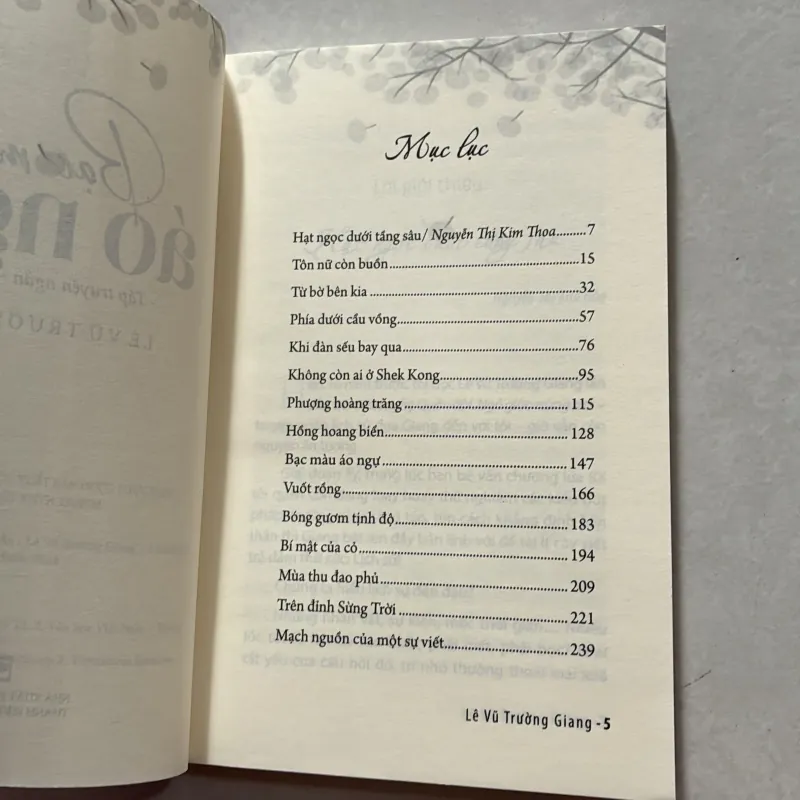 Mục lục
Hạt ngọc dưới tầng sâu/ Nguyễn Thị Kim Thoa.........7
Tôn nữ còn buồn...............15
Từ bờ bên kia...............32
Phía dưới cầu vồng...............57
Khi đàn sếu bay qua...............76
Không còn ai ở Shek Kong...............95
Phượng hoàng trăng...............115
Hồng hoang biển...............128
Bạc màu áo ngự...............147
Vuốt rồng...............166
Bóng gươm tịnh độ...............183
Bí mật của cỏ...............194
Mùa thu đao phủ...............209
Trên đỉnh Sừng Trời...............221
Mạch nguồn của một sự viết...............239
Lê Vũ Trường Giang - 5